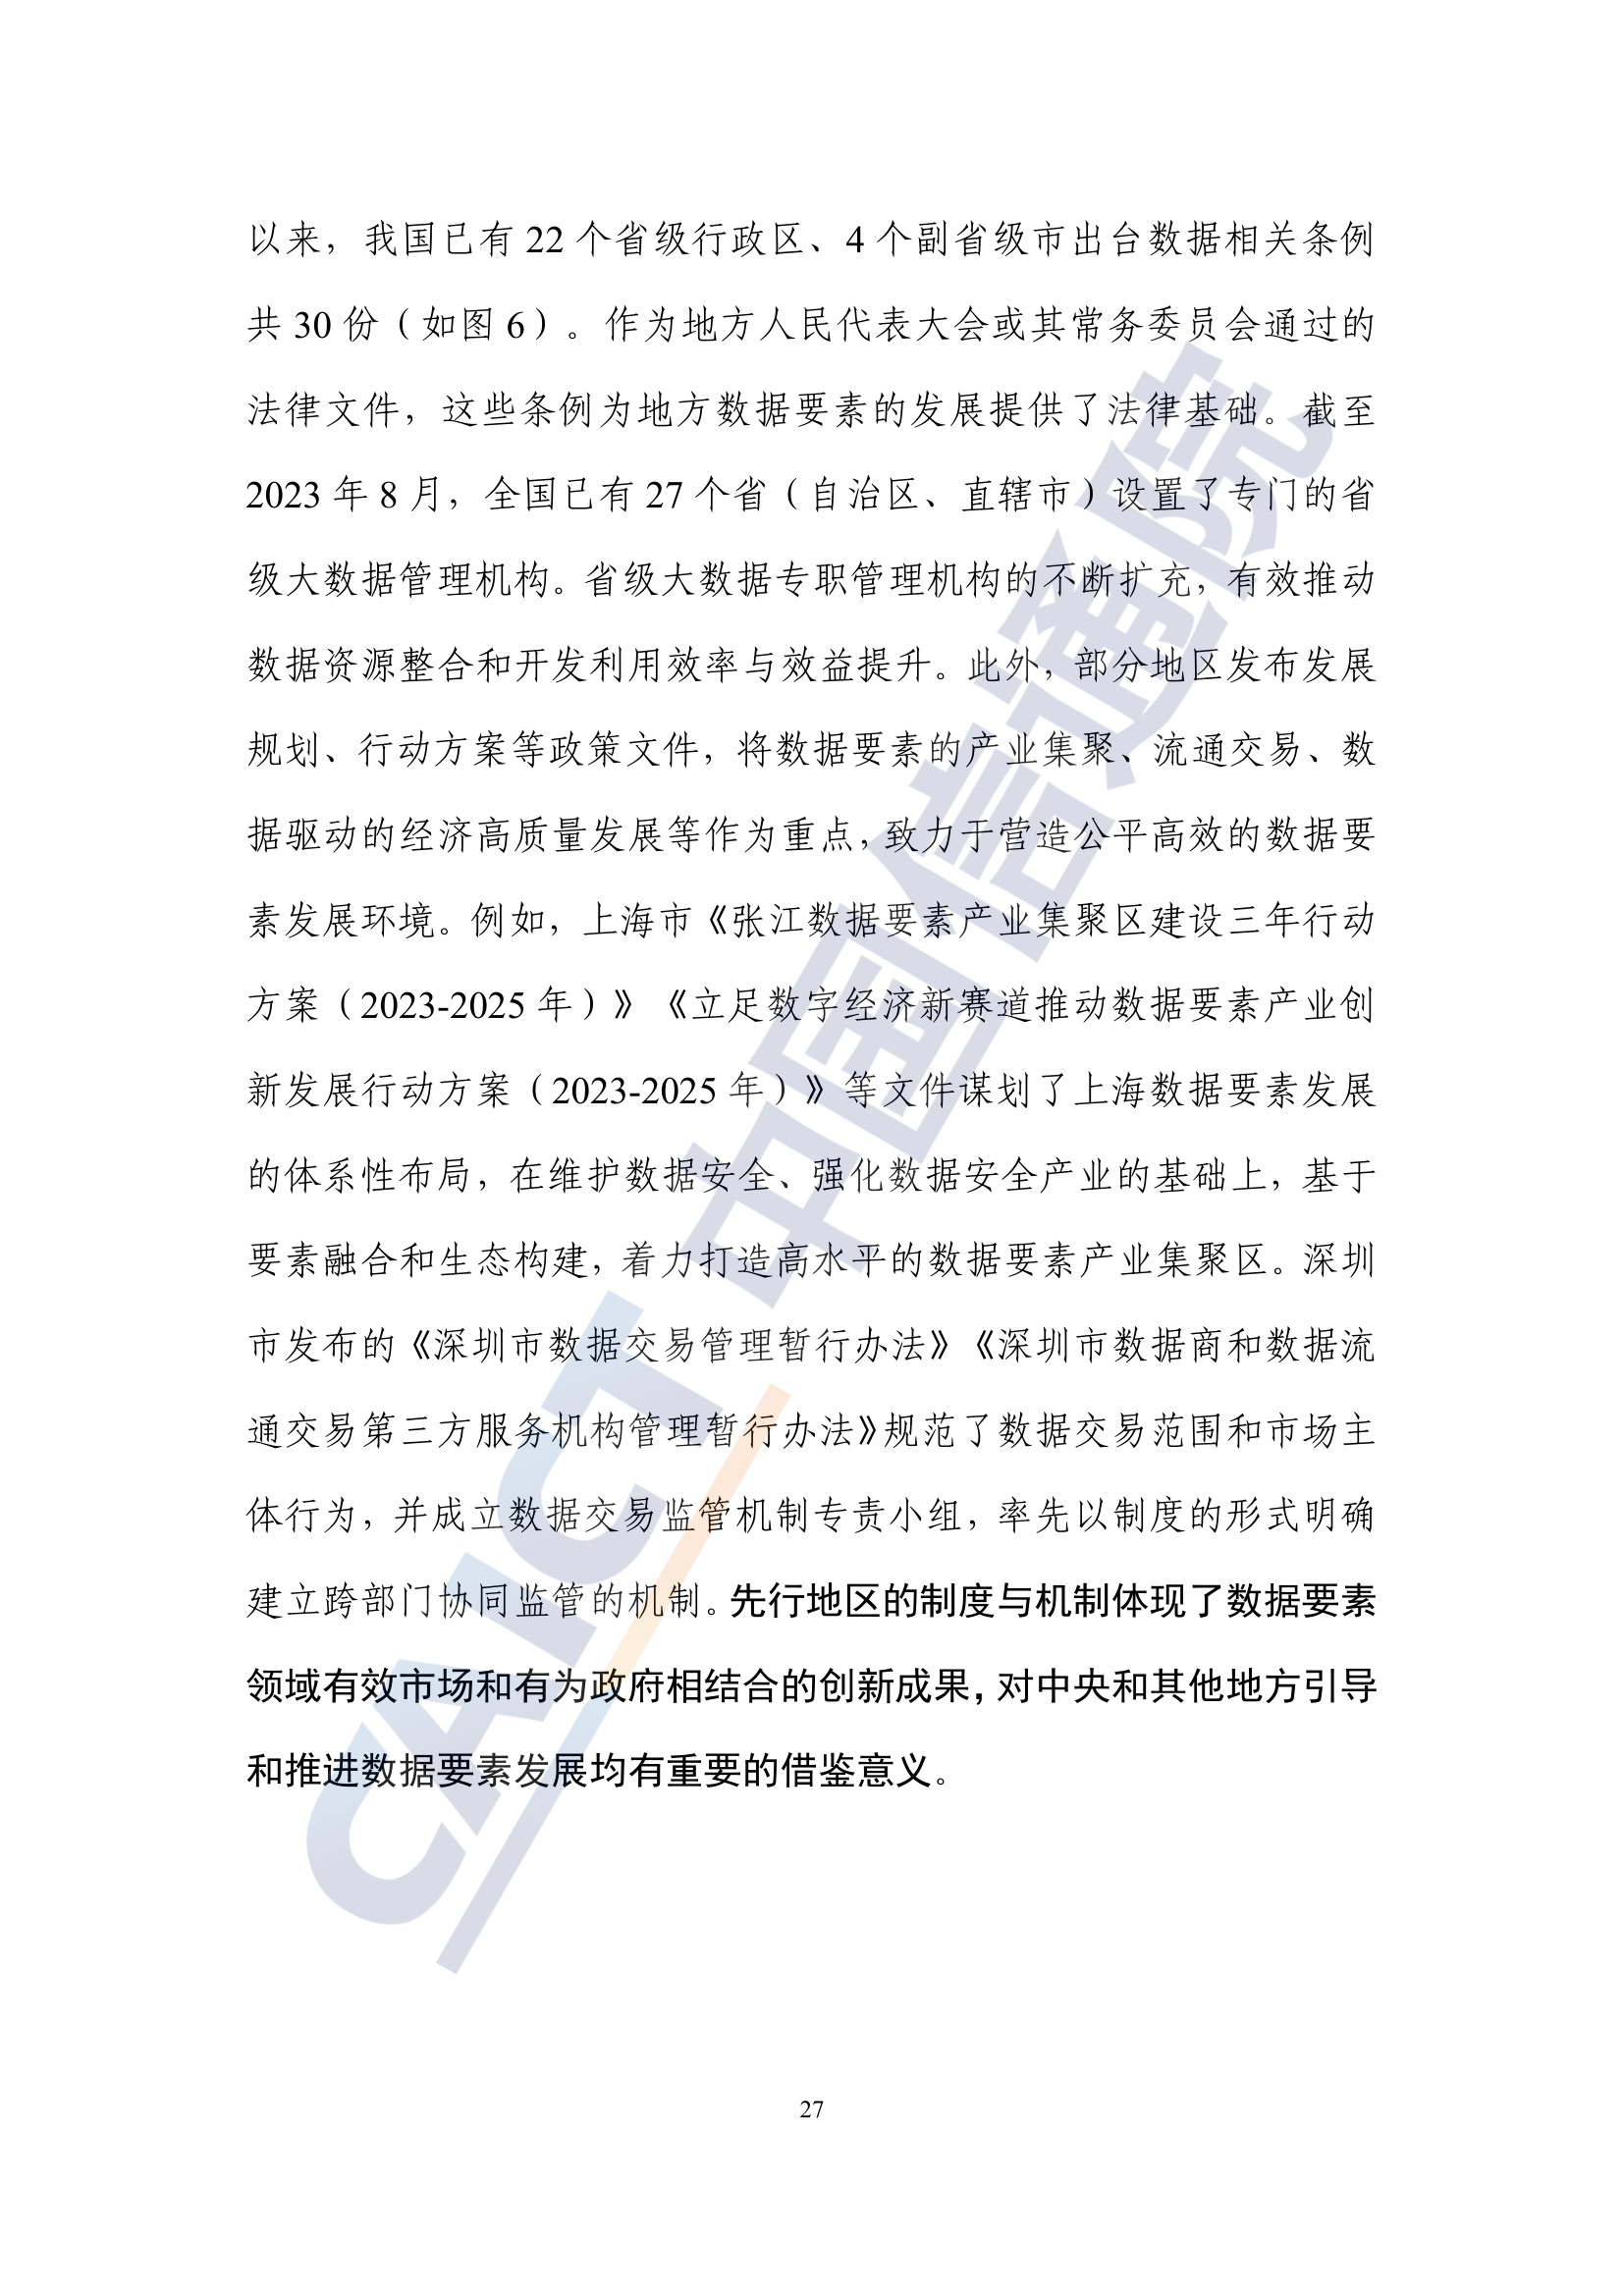 以来，我国已有 22 个省级行政区、4 个副省级市出台数据相关条例
共 30 份（如图 6）。作为地方人民代表大会或其常务委员会通过的
法律文件，这些条例为地方数据要素的发展提供了法律基础。截至
2023 年 8 月，全国已有 27 个省（自治区、直辖市）设置了专门的省
级大数据管理机构。省级大数据专职管理机构的不断扩充，有效推动
数据资源整合和开发利用效率与效益提升。此外，部分地区发布发展
规划、行动方案等政策文件，将数据要素的产业集聚、流通交易、数
据驱动的经济高质量发展等作为重点，致力于营造公平高效的数据要
素发展环境。例如，上海市《张江数据要素产业集聚区建设三年行动
方案（2023-2025 年）》《立足数字经济新赛道推动数据要素产业创
新发展行动方案（2023-2025 年）》等文件谋划了上海数据要素发展
的体系性布局，在维护数据安全、强化数据安全产业的基础上，基于
要素融合和生态构建，着力打造高水平的数据要素产业集聚区。深圳
市发布的《深圳市数据交易管理暂行办法》《深圳市数据商和数据流
通交易第三方服务机构管理暂行办法》规范了数据交易范围和市场主
体行为，并成立数据交易监管机制专责小组，率先以制度的形式明确
建立跨部门协同监管的机制。先行地区的制度与机制体现了数据要素
领域有效市场和有为政府相结合的创新成果，对中央和其他地方引导
和推进数据要素发展均有重要的借鉴意义。
CAICT 中国信通院
27